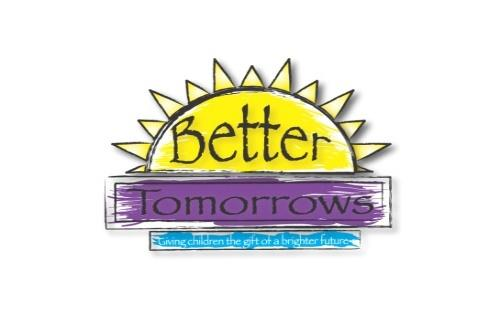 Better
Tomorrows
Giving children the gift of a brighter future